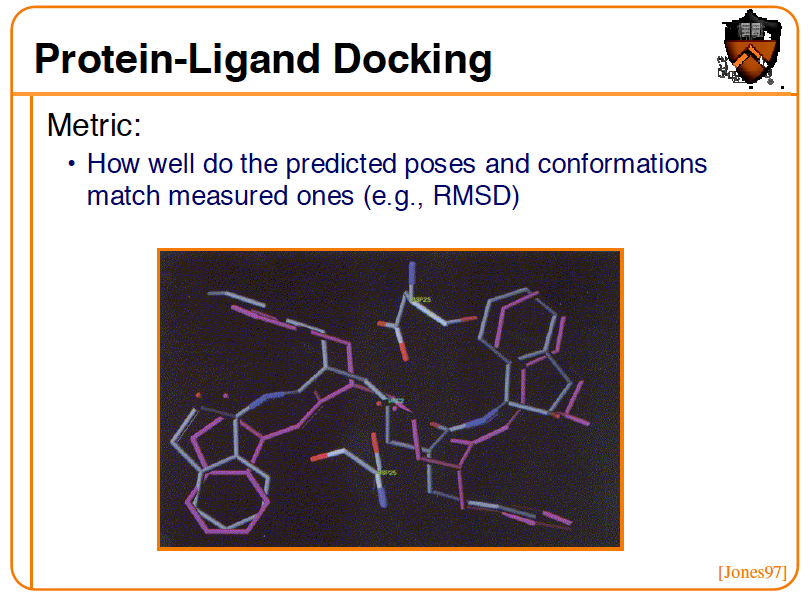 Protein-Ligand Docking
Metric:
• How well do the predicted poses and conformations
match measured ones (e.g., RMSD)
[Jones97]